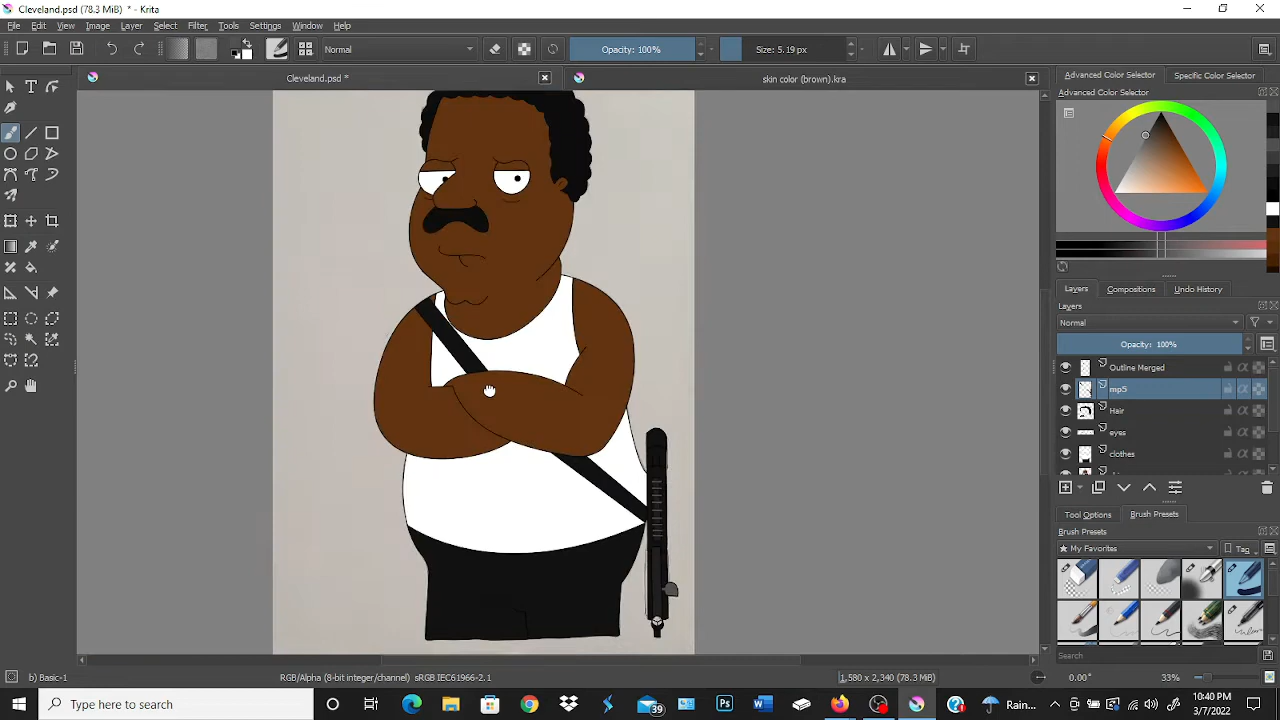 Cleveland.psd (78.3 MiB) * - Krita
File Edit View Image Layer Select Filter Tools Settings Window Help
Normal Opacity: 100% Size: 5.19 px
Cleveland.psd * skin color (brown).kra
Advanced Color Selector Specific Color Selector
Advanced Color Selector
Layers Compositions Undo History
Layers
Normal
Opacity: 100%
Outline Merged
mp5
Hair
eyes
clothes
Tool Options Brush Presets
Brush Presets
My Favorites Tag
Search
b) Basic-1 RGB/Alpha (8-bit integer/channel) sRGB IEC61966-2.1 1,580 x 2,340 (78.3 MiB) 0.00° 33%
Type here to search 39 Ps Rain... 10:40 PM
3/7/2022